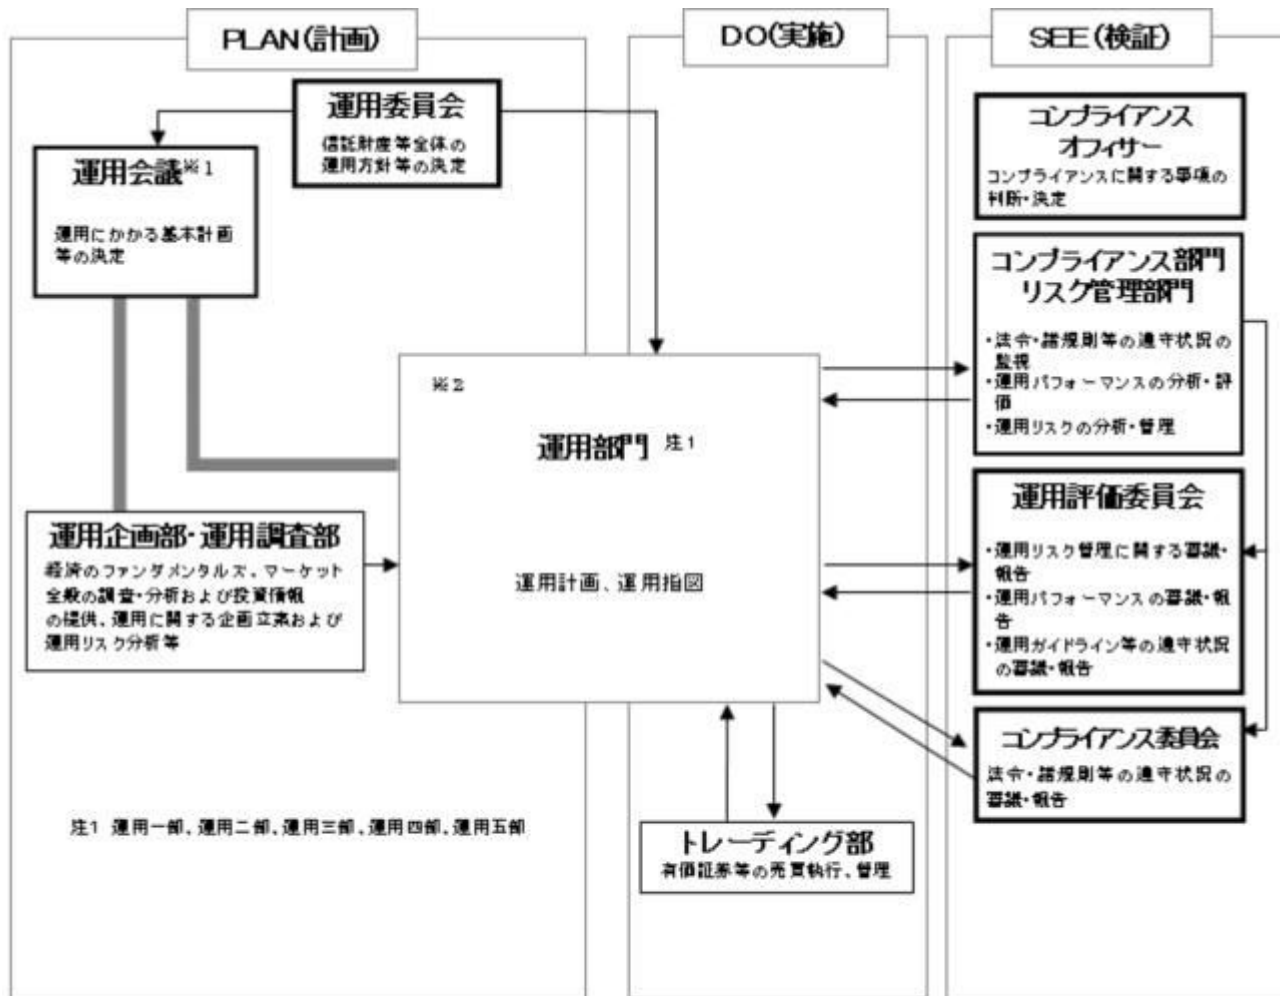 PLAN(計画)
運用委員会
信託財産等全体の
運用方針等の決定
運用会議※1
運用にかかる基本計画
等の決定
運用企画部・運用調査部
経済のファンダメンタルズ、マーケット
全般の調査・分析および投資情報
の提供、運用に関する企画立案および
運用リスク分析等
注1 運用一部、運用二部、運用三部、運用四部、運用五部
DO(実施)
※2
運用部門 注1
運用計画、運用指図
トレーディング部
有価証券等の売買執行、管理
SEE(検証)
コンプライアンス
オフィサー
コンプライアンスに関する事項の
判断・決定
コンプライアンス部門
リスク管理部門
・法令・諸規則等の遵守状況の
監視
・運用パフォーマンスの分析・評
価
・運用リスクの分析・管理
運用評価委員会
・運用リスク管理に関する審議・
報告
・運用パフォーマンスの審議・報
告
・運用ガイドライン等の遵守状況
の審議・報告
コンプライアンス委員会
法令・諸規則等の遵守状況の
審議・報告